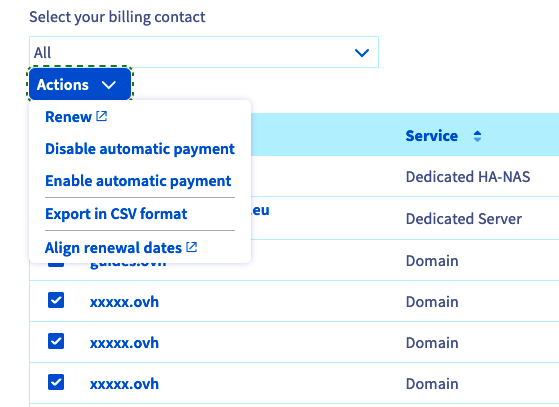 Select your billing contact
All
Actions
Renew
Disable automatic payment
Enable automatic payment
Export in CSV format
Align renewal dates
Service
Dedicated HA-NAS
.eu
Dedicated Server
guides.ovh
Domain
xxxxx.ovh
Domain
xxxxx.ovh
Domain
xxxxx.ovh
Domain